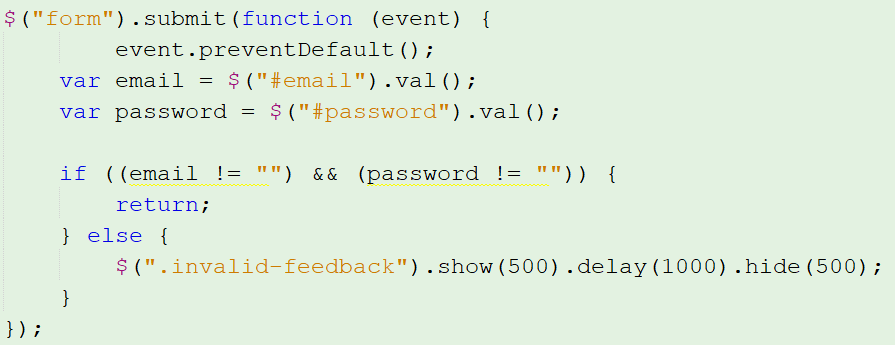 $("form").submit(function (event) {
        event.preventDefault();
    var email = $("#email").val();
    var password = $("#password").val();

    if ((email != "") && (password != "")) {
        return;
    } else {
        $(".invalid-feedback").show(500).delay(1000).hide(500);
    }
});